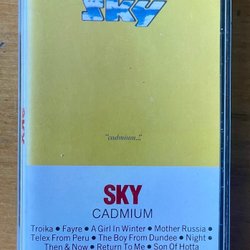 SKY
"cadmium..."
SKY
SKY
CADMIUM
Troika • Fayre • A Girl In Winter • Mother Russia •
Telex From Peru • The Boy From Dundee • Night •
Then & Now • Return To Me • Son Of Hotta